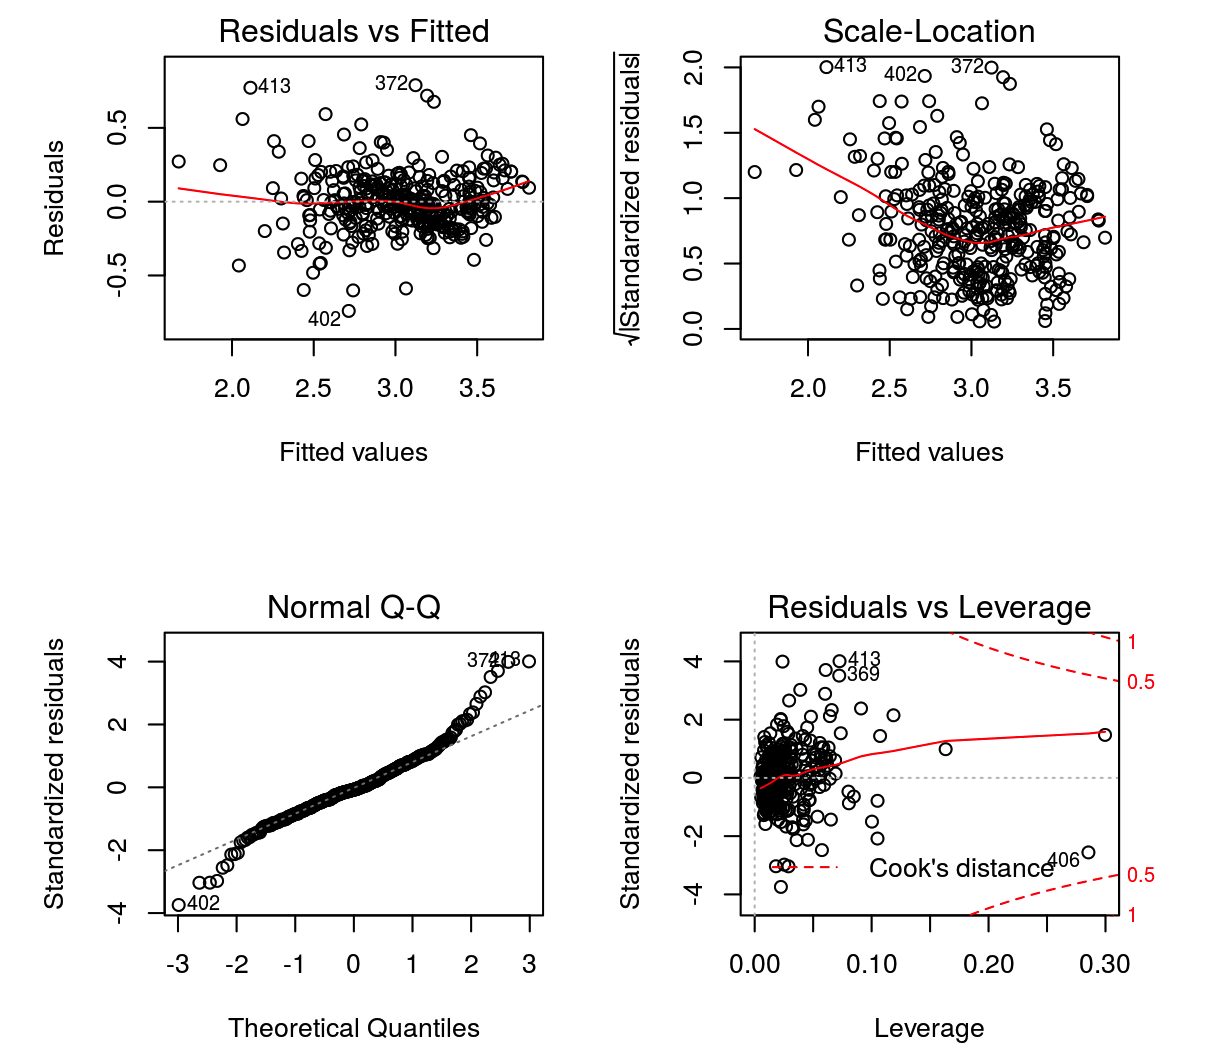 Residuals vs Fitted
Residuals
0.5
0.0
-0.5
413
372
402
2.0 2.5 3.0 3.5
Fitted values
Scale-Location
√|Standardized residuals|
2.0
1.5
1.0
0.5
0.0
413
402
372
2.0 2.5 3.0 3.5
Fitted values
Normal Q-Q
Standardized residuals
4
2
0
-2
-4
372
413
402
-3 -2 -1 0 1 2 3
Theoretical Quantiles
Residuals vs Leverage
Standardized residuals
4
2
0
-2
-4
413
369
406
Cook's distance
1
0.5
0.5
1
0.00 0.10 0.20 0.30
Leverage